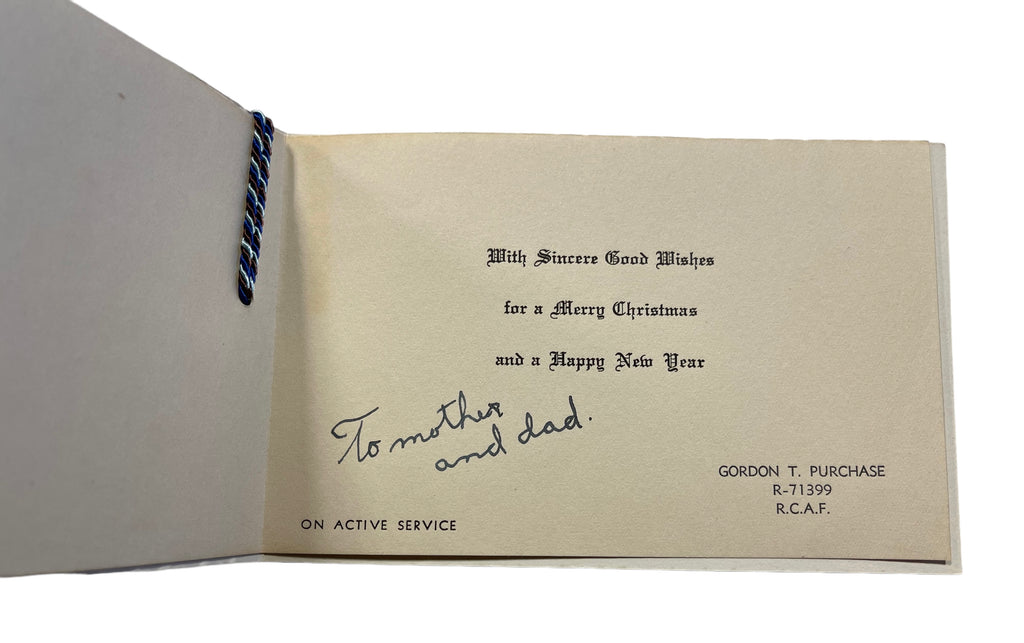 With Sincere Good Wishes
for a Merry Christmas
and a Happy New Year
To mother
and dad.
GORDON T. PURCHASE
R-71399
R.C.A.F.
ON ACTIVE SERVICE